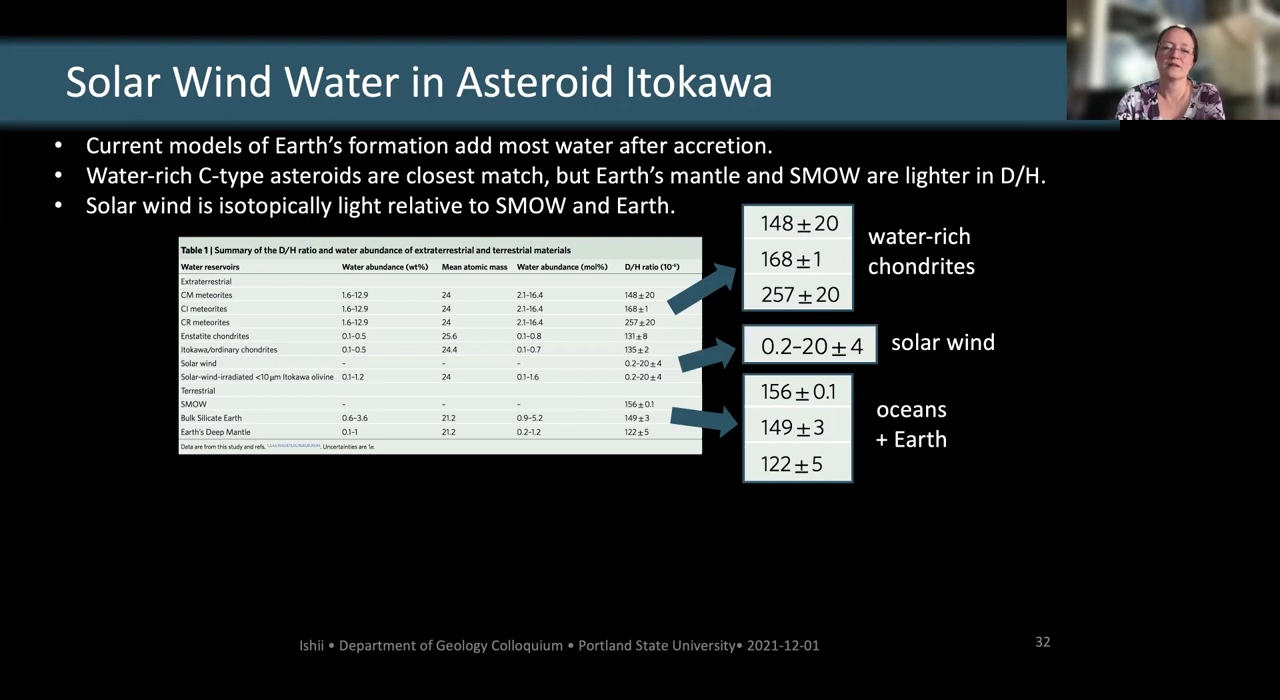 Solar Wind Water in Asteroid Itokawa
• Current models of Earth's formation add most water after accretion.
• Water-rich C-type asteroids are closest match, but Earth's mantle and SMOW are lighter in D/H.
• Solar wind is isotopically light relative to SMOW and Earth.
Table 1 | Summary of the D/H ratio and water abundance of extraterrestrial and terrestrial materials
Water reservoirs Water abundance (wt%) Mean atomic mass Water abundance (mol%) D/H ratio (10⁻⁶)
Extraterrestrial
CM meteorites 1.6–12.9 24 2.1–16.4 148±20
CI meteorites 1.6–12.9 24 2.1–16.4 168±1
CR meteorites 1.6–12.9 24 2.1–16.4 257±20
Enstatite chondrites 0.1–0.5 25.6 0.1–0.8 131±8
Itokawa/ordinary chondrites 0.1–0.5 24.4 0.1–0.7 135±2
Solar wind – – – 0.2–20±4
Solar-wind-irradiated <10 µm Itokawa olivine 0.1–1.2 24 0.1–1.6 0.2–20±4
Terrestrial
SMOW – – – 156±0.1
Bulk Silicate Earth 0.6–3.6 21.2 0.9–5.2 149±3
Earth's Deep Mantle 0.1–1 21.2 0.2–1.2 122±5
Data are from this study and refs. . Uncertainties are 1σ.
148±20
168±1
257±20
water-rich
chondrites
0.2–20±4
solar wind
156±0.1
149±3
122±5
oceans
+ Earth
Ishii • Department of Geology Colloquium • Portland State University• 2021-12-01
32